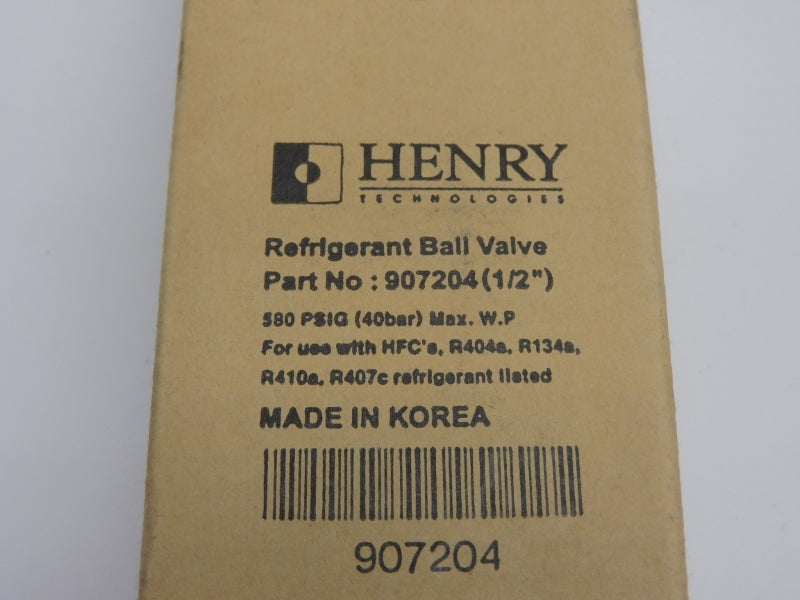 HENRY
TECHNOLOGIES
Refrigerant Ball Valve
Part No : 907204(1/2")
580 PSIG (40bar) Max. W.P
For use with HFC's, R404a, R134a,
R410a, R407c refrigerant listed
MADE IN KOREA
907204